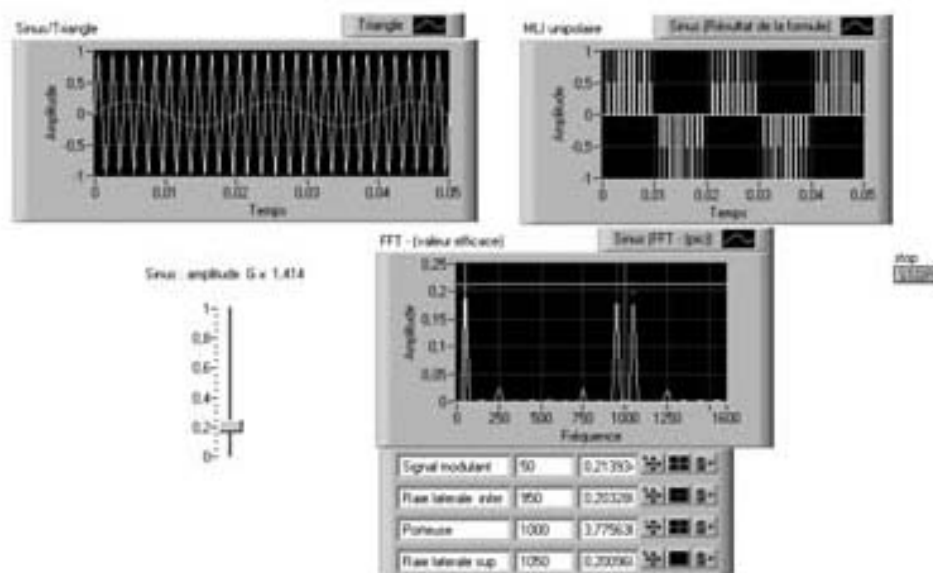 Sinus/Triangle
Triangle
1-
0.5-
0-
-0.5-
-1-
Amplitude
0
0.01
0.02
0.03
0.04
0.05
Temps
MLI unipolaire
Sinus (Résultat de la formule)
1-
0.5-
0-
-0.5-
-1-
Amplitude
0
0.01
0.02
0.03
0.04
0.05
Temps
Sinus : amplitude G x 1,414
1-
0.8-
0.6-
0.4-
0.2-
0-
FFT - (valeur efficace)
Sinus (FFT - (pic))
0.25
0.2
0.15
0.1
0.05
0
Amplitude
0
250
500
750
1000
1250
1600
Fréquence
stop
STOP
Signal modulant
50
Raie laterale inter
950
Porteuse
1000
Raie laterale sup
1050